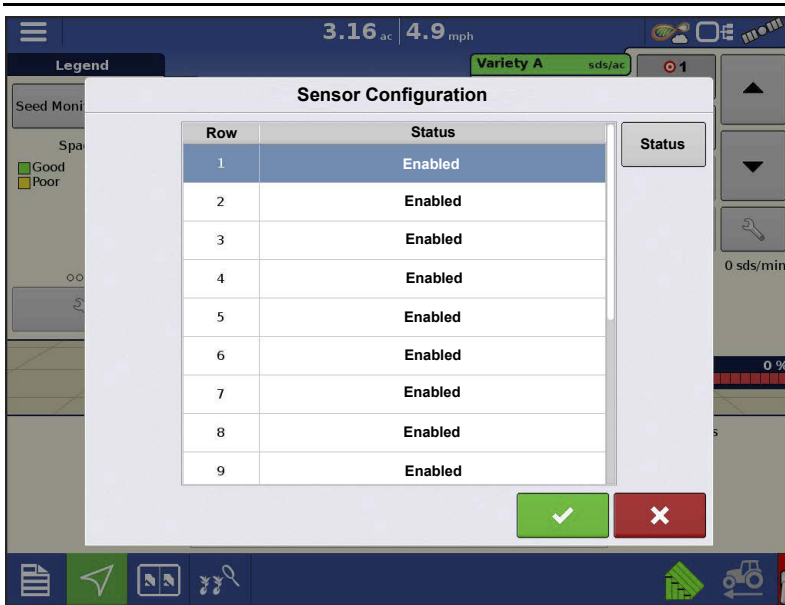 3.16 ac 4.9 mph
Legend
Variety A sds/ac
1
Seed Moni
Sensor Configuration
Row Status
Status
Spa
Good
Poor
1 Enabled
2 Enabled
3 Enabled
4 Enabled
5 Enabled
6 Enabled
7 Enabled
8 Enabled
9 Enabled
0 sds/min
0 %
s